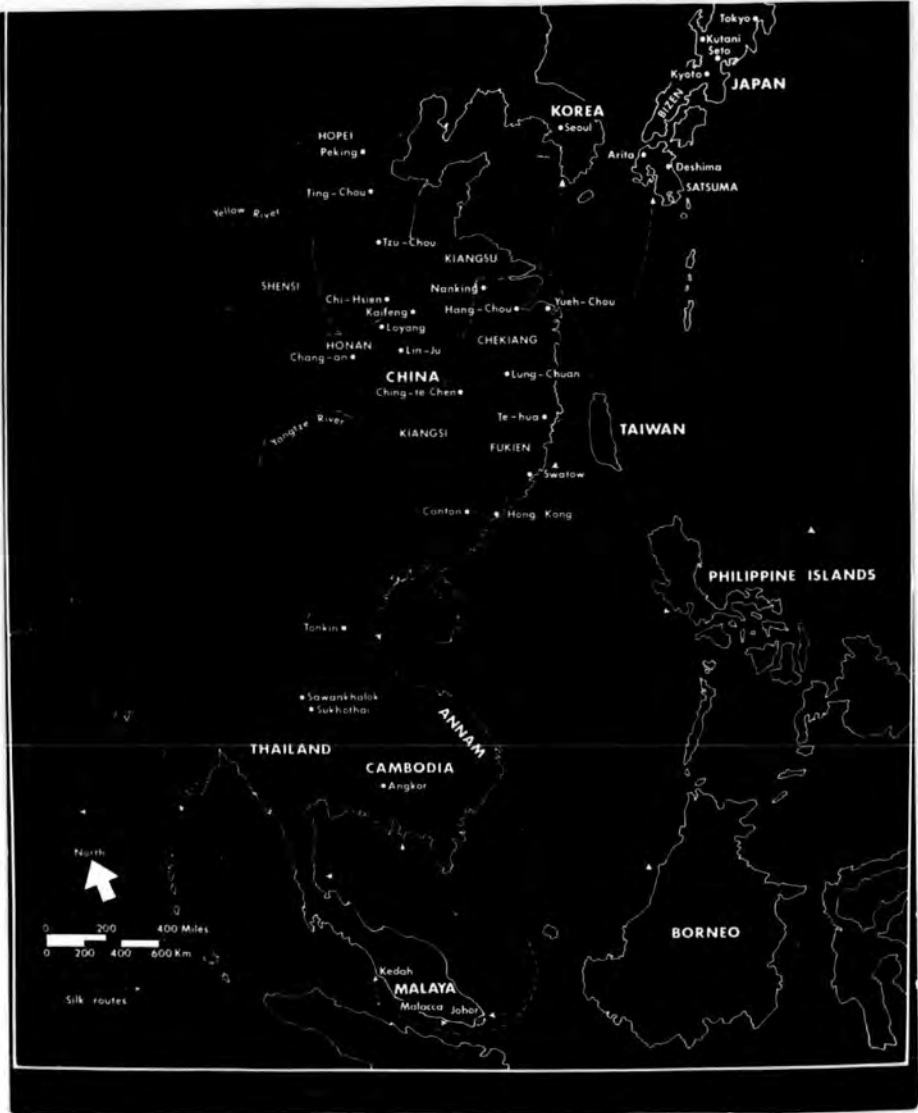 Tokyo
Kutani
Seto
Kyoto
JAPAN
BIZEN
KOREA
Seoul
HOPEI
Peking
Arita
Deshima
Ting-Chou
SATSUMA
Yellow River
Tzu-Chou
KIANGSU
SHENSI
Nanking
Chi-Hsien
Hang-Chou
Yueh-Chou
Kaifeng
Loyang
HONAN
CHEKIANG
Lin-Ju
Chang-an
CHINA
Lung-Chuan
Ching-te Chen
Te-hua
Yangtze River
KIANGSI
TAIWAN
FUKIEN
Swatow
Canton
Hong Kong
PHILIPPINE ISLANDS
Tonkin
Sawankhalok
Sukhothai
ANNAM
THAILAND
CAMBODIA
Angkor
North
0 200 400 Miles
0 200 400 600 Km
BORNEO
Kedah
MALAYA
Silk routes
Malacca
Johor